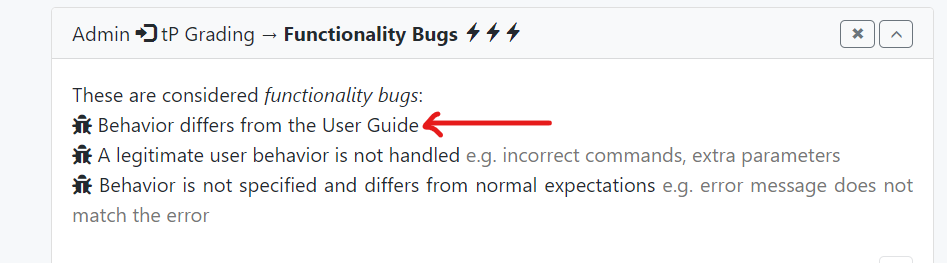 Admin tP Grading → Functionality Bugs
These are considered functionality bugs:
Behavior differs from the User Guide
A legitimate user behavior is not handled e.g. incorrect commands, extra parameters
Behavior is not specified and differs from normal expectations e.g. error message does not
match the error